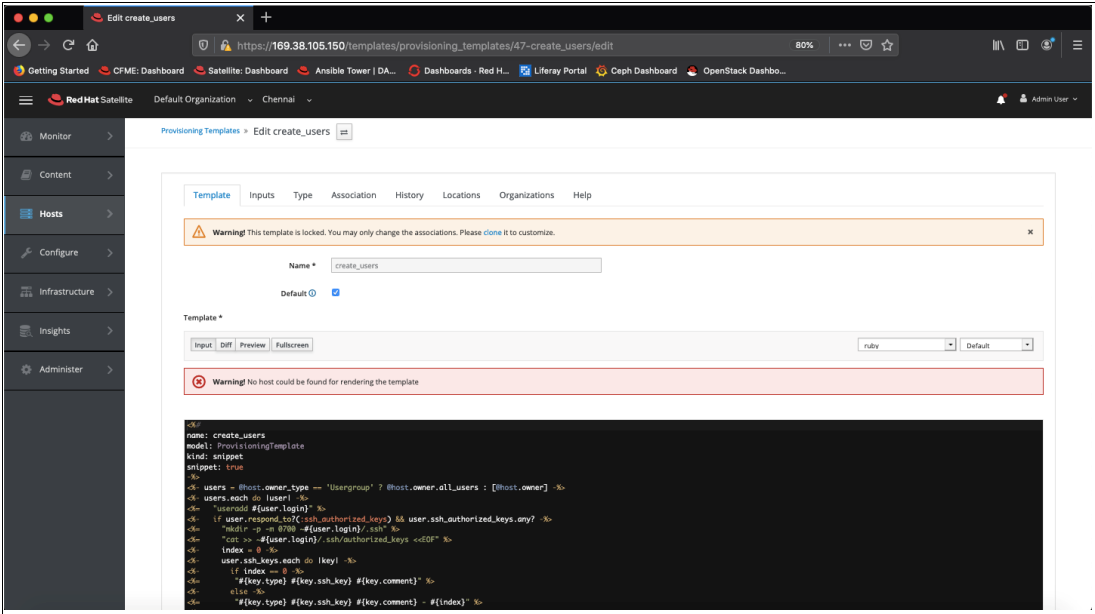 Edit create_users
https://169.38.105.150/templates/provisioning_templates/47-create_users/edit
80%
Getting Started CFME: Dashboard Satellite: Dashboard Ansible Tower | DA... Dashboards - Red H... Liferay Portal Ceph Dashboard OpenStack Dashbo...
Red Hat Satellite Default Organization Chennai Admin User
Monitor
Content
Hosts
Configure
Infrastructure
Insights
Administer
Provisioning Templates » Edit create_users
Template Inputs Type Association History Locations Organizations Help
Warning! This template is locked. You may only change the associations. Please clone it to customize.
Name * create_users
Default
Template *
Input Diff Preview Fullscreen ruby Default
Warning! No host could be found for rendering the template
<%#
name: create_users
model: ProvisioningTemplate
kind: snippet
snippet: true
-%>
<%- users = @host.owner_type == 'Usergroup' ? @host.owner.all_users : [@host.owner] -%>
<%- users.each do |user| -%>
<%= "useradd #{user.login}" %>
<%- if user.respond_to?(:ssh_authorized_keys) && user.ssh_authorized_keys.any? -%>
<%= "mkdir -p -m 0700 ~#{user.login}/.ssh" %>
<%= "cat >> ~#{user.login}/.ssh/authorized_keys <<EOF" %>
<%- index = 0 -%>
<%- user.ssh_keys.each do |key| -%>
<%- if index == 0 -%>
<%= "#{key.type} #{key.ssh_key} #{key.comment}" %>
<%- else -%>
<%= "#{key.type} #{key.ssh_key} #{key.comment} - #{index}" %>